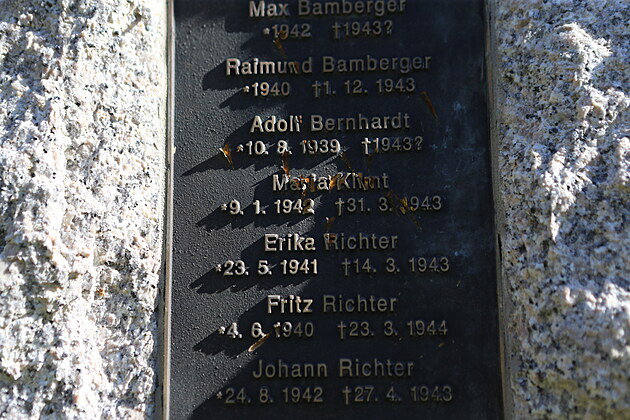 Max Bamberger
*1942 †1943?
Raimund Bamberger
*1940 †1. 12. 1943
Adolf Bernhardt
*10. 8. 1939 †1943?
Maria Klimt
*9. 1. 1942 †31. 3. 1943
Erika Richter
*23. 5. 1941 †14. 3. 1943
Fritz Richter
*4. 6. 1940 †23. 3. 1944
Johann Richter
*24. 8. 1942 †27. 4. 1943